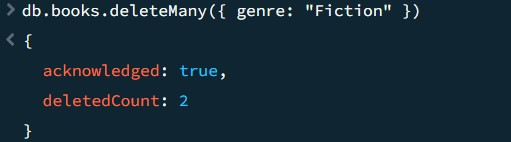 > db.books.deleteMany({ genre: "Fiction" })
< {
acknowledged: true,
deletedCount: 2
}